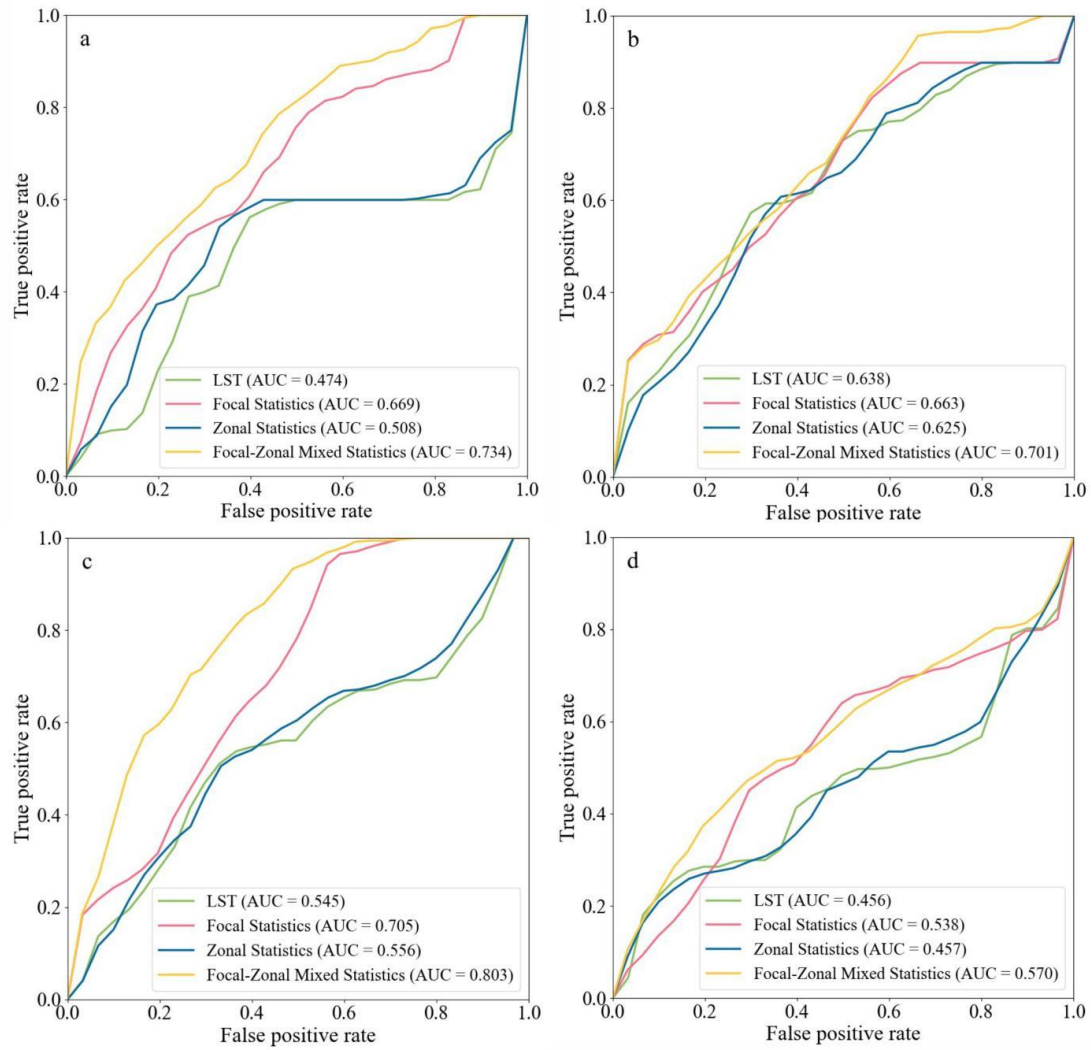 a
1.0
0.8
0.6
0.4
0.2
0.0
True positive rate
LST (AUC = 0.474)
Focal Statistics (AUC = 0.669)
Zonal Statistics (AUC = 0.508)
Focal-Zonal Mixed Statistics (AUC = 0.734)
0.0 0.2 0.4 0.6 0.8 1.0
False positive rate
b
1.0
0.8
0.6
0.4
0.2
0.0
True positive rate
LST (AUC = 0.638)
Focal Statistics (AUC = 0.663)
Zonal Statistics (AUC = 0.625)
Focal-Zonal Mixed Statistics (AUC = 0.701)
0.0 0.2 0.4 0.6 0.8 1.0
False positive rate
c
1.0
0.8
0.6
0.4
0.2
0.0
True positive rate
LST (AUC = 0.545)
Focal Statistics (AUC = 0.705)
Zonal Statistics (AUC = 0.556)
Focal-Zonal Mixed Statistics (AUC = 0.803)
0.0 0.2 0.4 0.6 0.8 1.0
False positive rate
d
1.0
0.8
0.6
0.4
0.2
0.0
True positive rate
LST (AUC = 0.456)
Focal Statistics (AUC = 0.538)
Zonal Statistics (AUC = 0.457)
Focal-Zonal Mixed Statistics (AUC = 0.570)
0.0 0.2 0.4 0.6 0.8 1.0
False positive rate